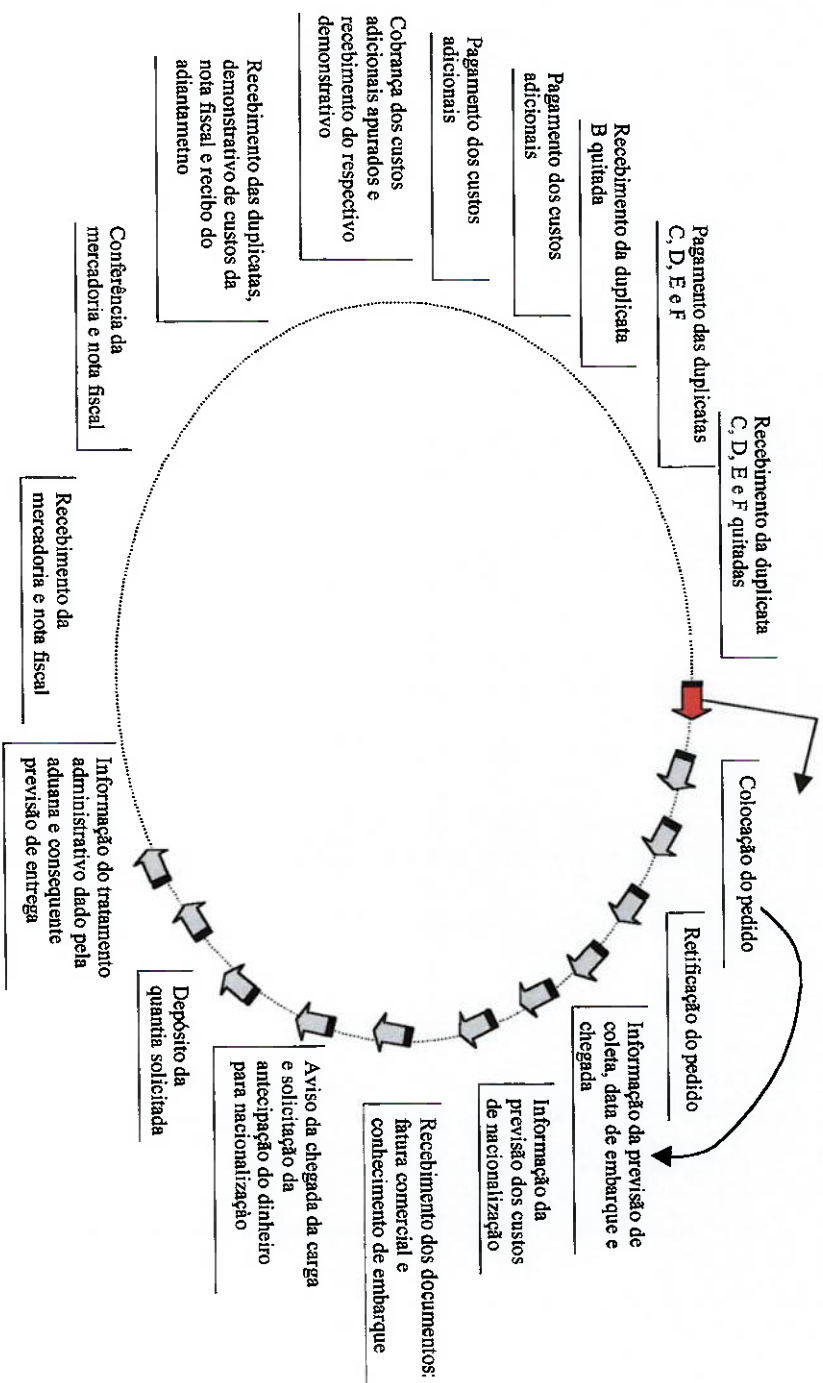 Colocação do pedido
Retificação do pedido
Informação da previsão de
coleta, data de embarque e
chegada
Informação da
previsão dos custos
de nacionalização
Recebimento dos documentos:
fatura comercial e
conhecimento de embarque
Aviso da chegada da carga
e solicitação da
antecipação do dinheiro
para nacionalização
Depósito da
quantia solicitada
Informação do tratamento
administrativo dado pela
aduana e consequente
previsão de entrega
Recebimento da
mercadoria e nota fiscal
Conferência da
mercadoria e nota fiscal
Recebimento das duplicatas,
demonstrativo de custos da
nota fiscal e recibo do
adiantametno
Cobrança dos custos
adicionais apurados e
recebimento do respectivo
demonstrativo
Pagamento dos custos
adicionais
Pagamento dos custos
adicionais
Recebimento da duplicata
B quitada
Pagamento das duplicatas
C, D, E e F
Recebimento da duplicata
C, D, E e F quitadas